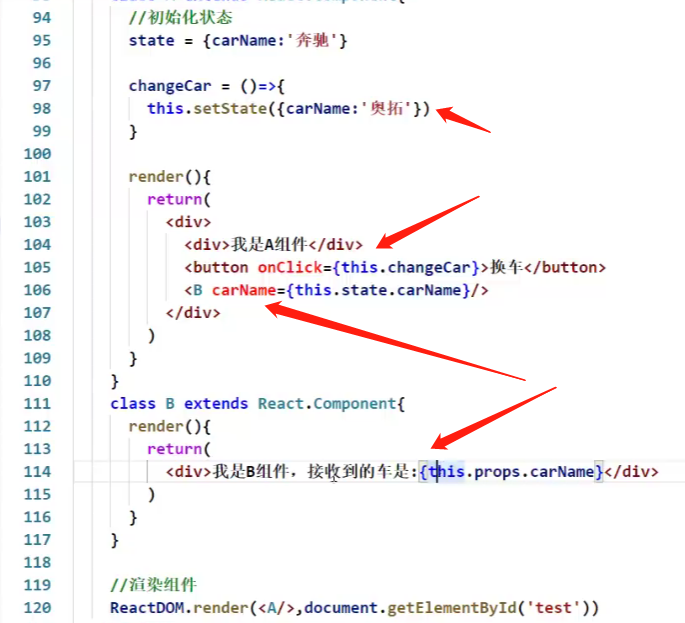 94 //初始化状态
95 state = {carName:'奔驰'}
96
97 changeCar = ()=>{
98 this.setState({carName:'奥拓'})
99 }
100
101 render(){
102 return(
103 <div>
104 <div>我是A组件</div>
105 <button onClick={this.changeCar}>换车</button>
106 <B carName={this.state.carName}/>
107 </div>
108 )
109 }
110 }
111 class B extends React.Component{
112 render(){
113 return(
114 <div>我是B组件，接收到的车是:{this.props.carName}</div>
115 )
116 }
117 }
118
119 //渲染组件
120 ReactDOM.render(<A/>,document.getElementById('test'))